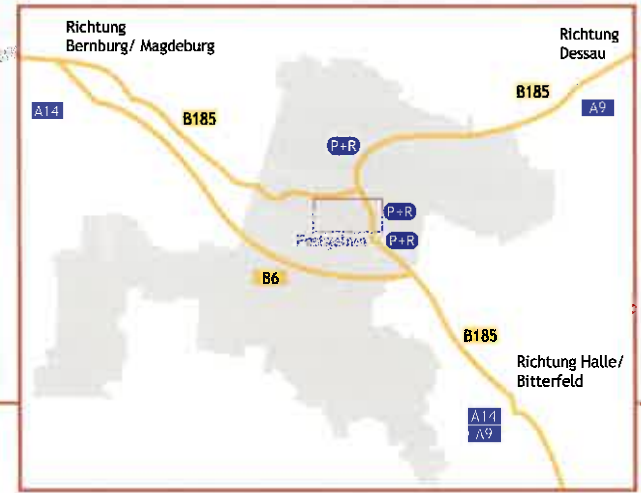 Richtung
Bernburg/ Magdeburg
Richtung
Dessau
B185
A9
A14
B185
P+R
P+R
P+R
B6
B185
Richtung Halle/
Bitterfeld
A14
A9